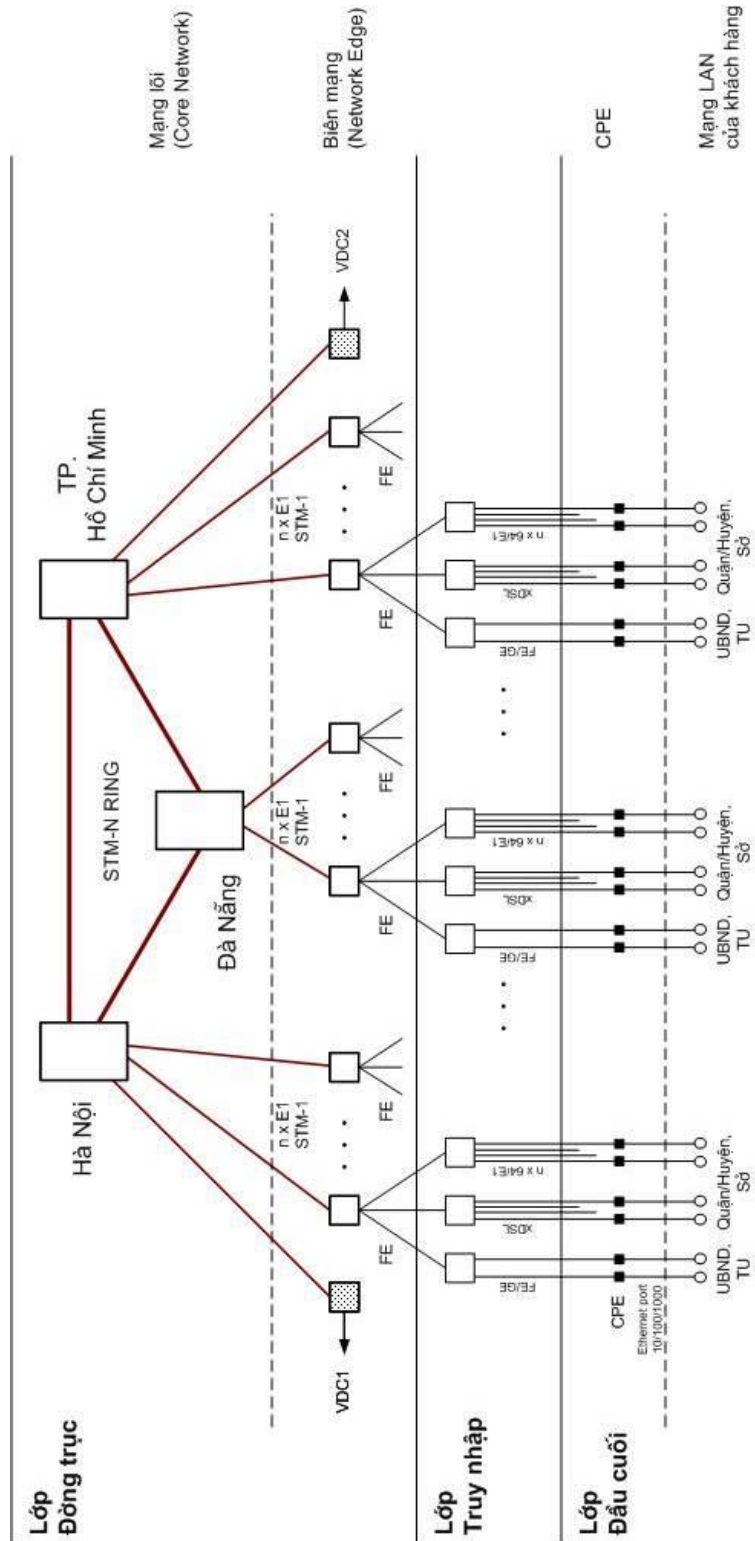 Lớp
Đờng trục
Mạng lõi
(Core Network)
Hà Nội
STM-N RING
TP.
Hồ Chí Minh
Đà Nẵng
Biên mạng
(Network Edge)
n x E1
STM-1
n x E1
STM-1
n x E1
STM-1
VDC1
VDC2
FE
FE
FE
FE
FE
FE
Lớp
Truy nhập
FE/GE
xDSL
n x 64/E1
FE/GE
xDSL
n x 64/E1
FE/GE
xDSL
n x 64/E1
Lớp
Đầu cuối
CPE
CPE
Ethernet port
10/100/1000
UBND,
TU
Quận/Huyện,
Sở
UBND,
TU
Quận/Huyện,
Sở
UBND,
TU
Quận/Huyện,
Sở
Mạng LAN
của khách hàng